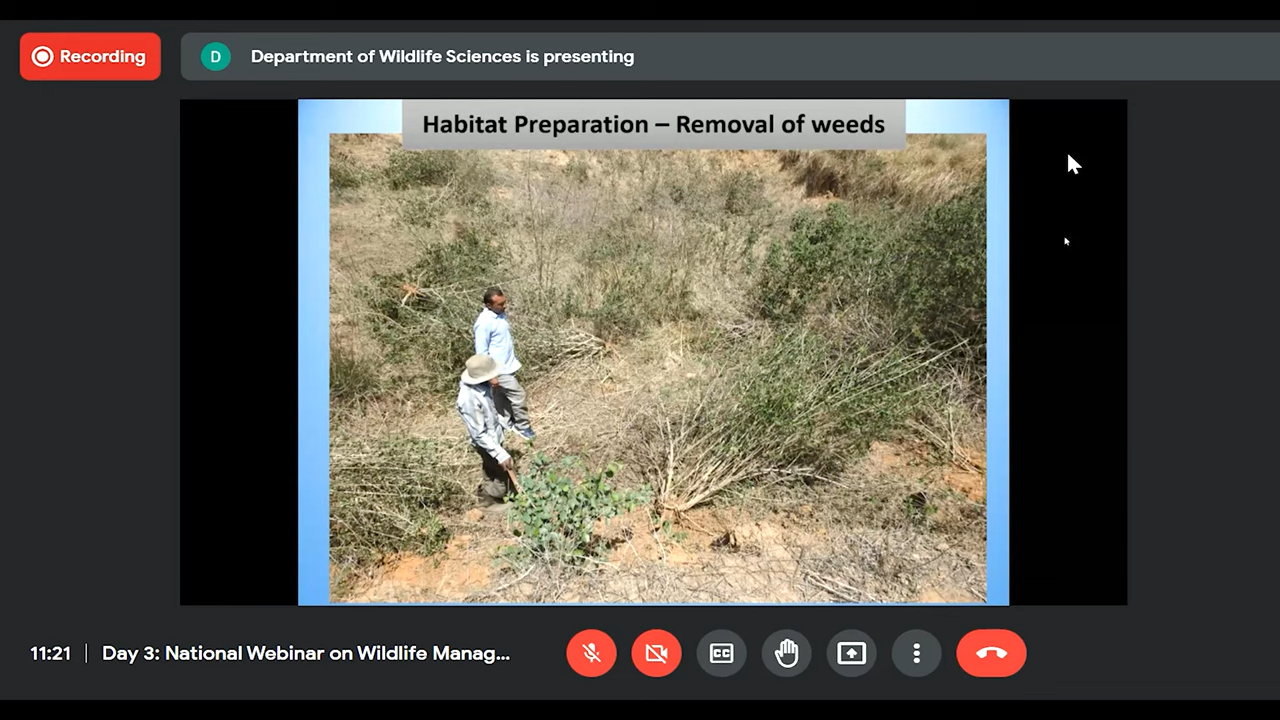 Recording
D
Department of Wildlife Sciences is presenting
Habitat Preparation – Removal of weeds
11:21
Day 3: National Webinar on Wildlife Manag...
CC